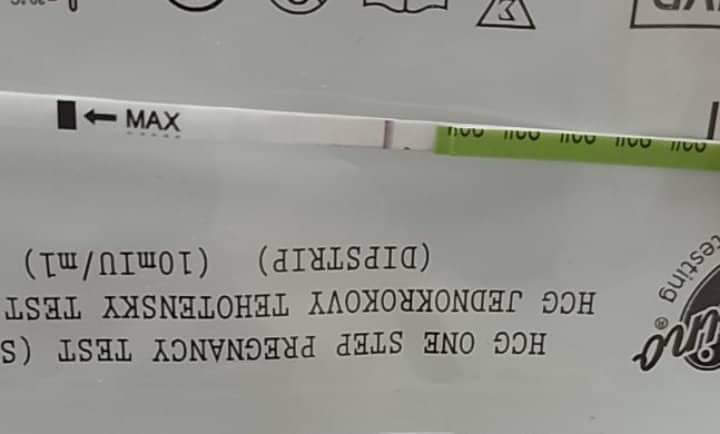 MAX
HCG ONE STEP PREGNANCY TEST (S
HCG JEDNOKROKOVY TEHOTENSKY TEST
(DIPSTRIP) (10mIU/ml)
testing